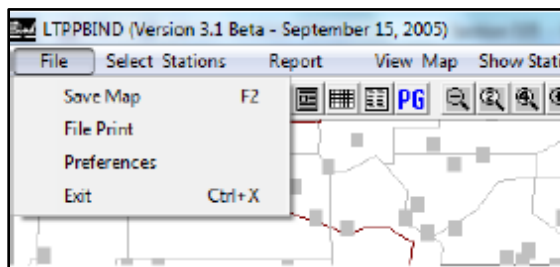 LTPPBIND (Version 3.1 Beta - September 15, 2005)
File Select Stations Report View Map Show Stati
Save Map F2
PG
File Print
Preferences
Exit Ctrl+X